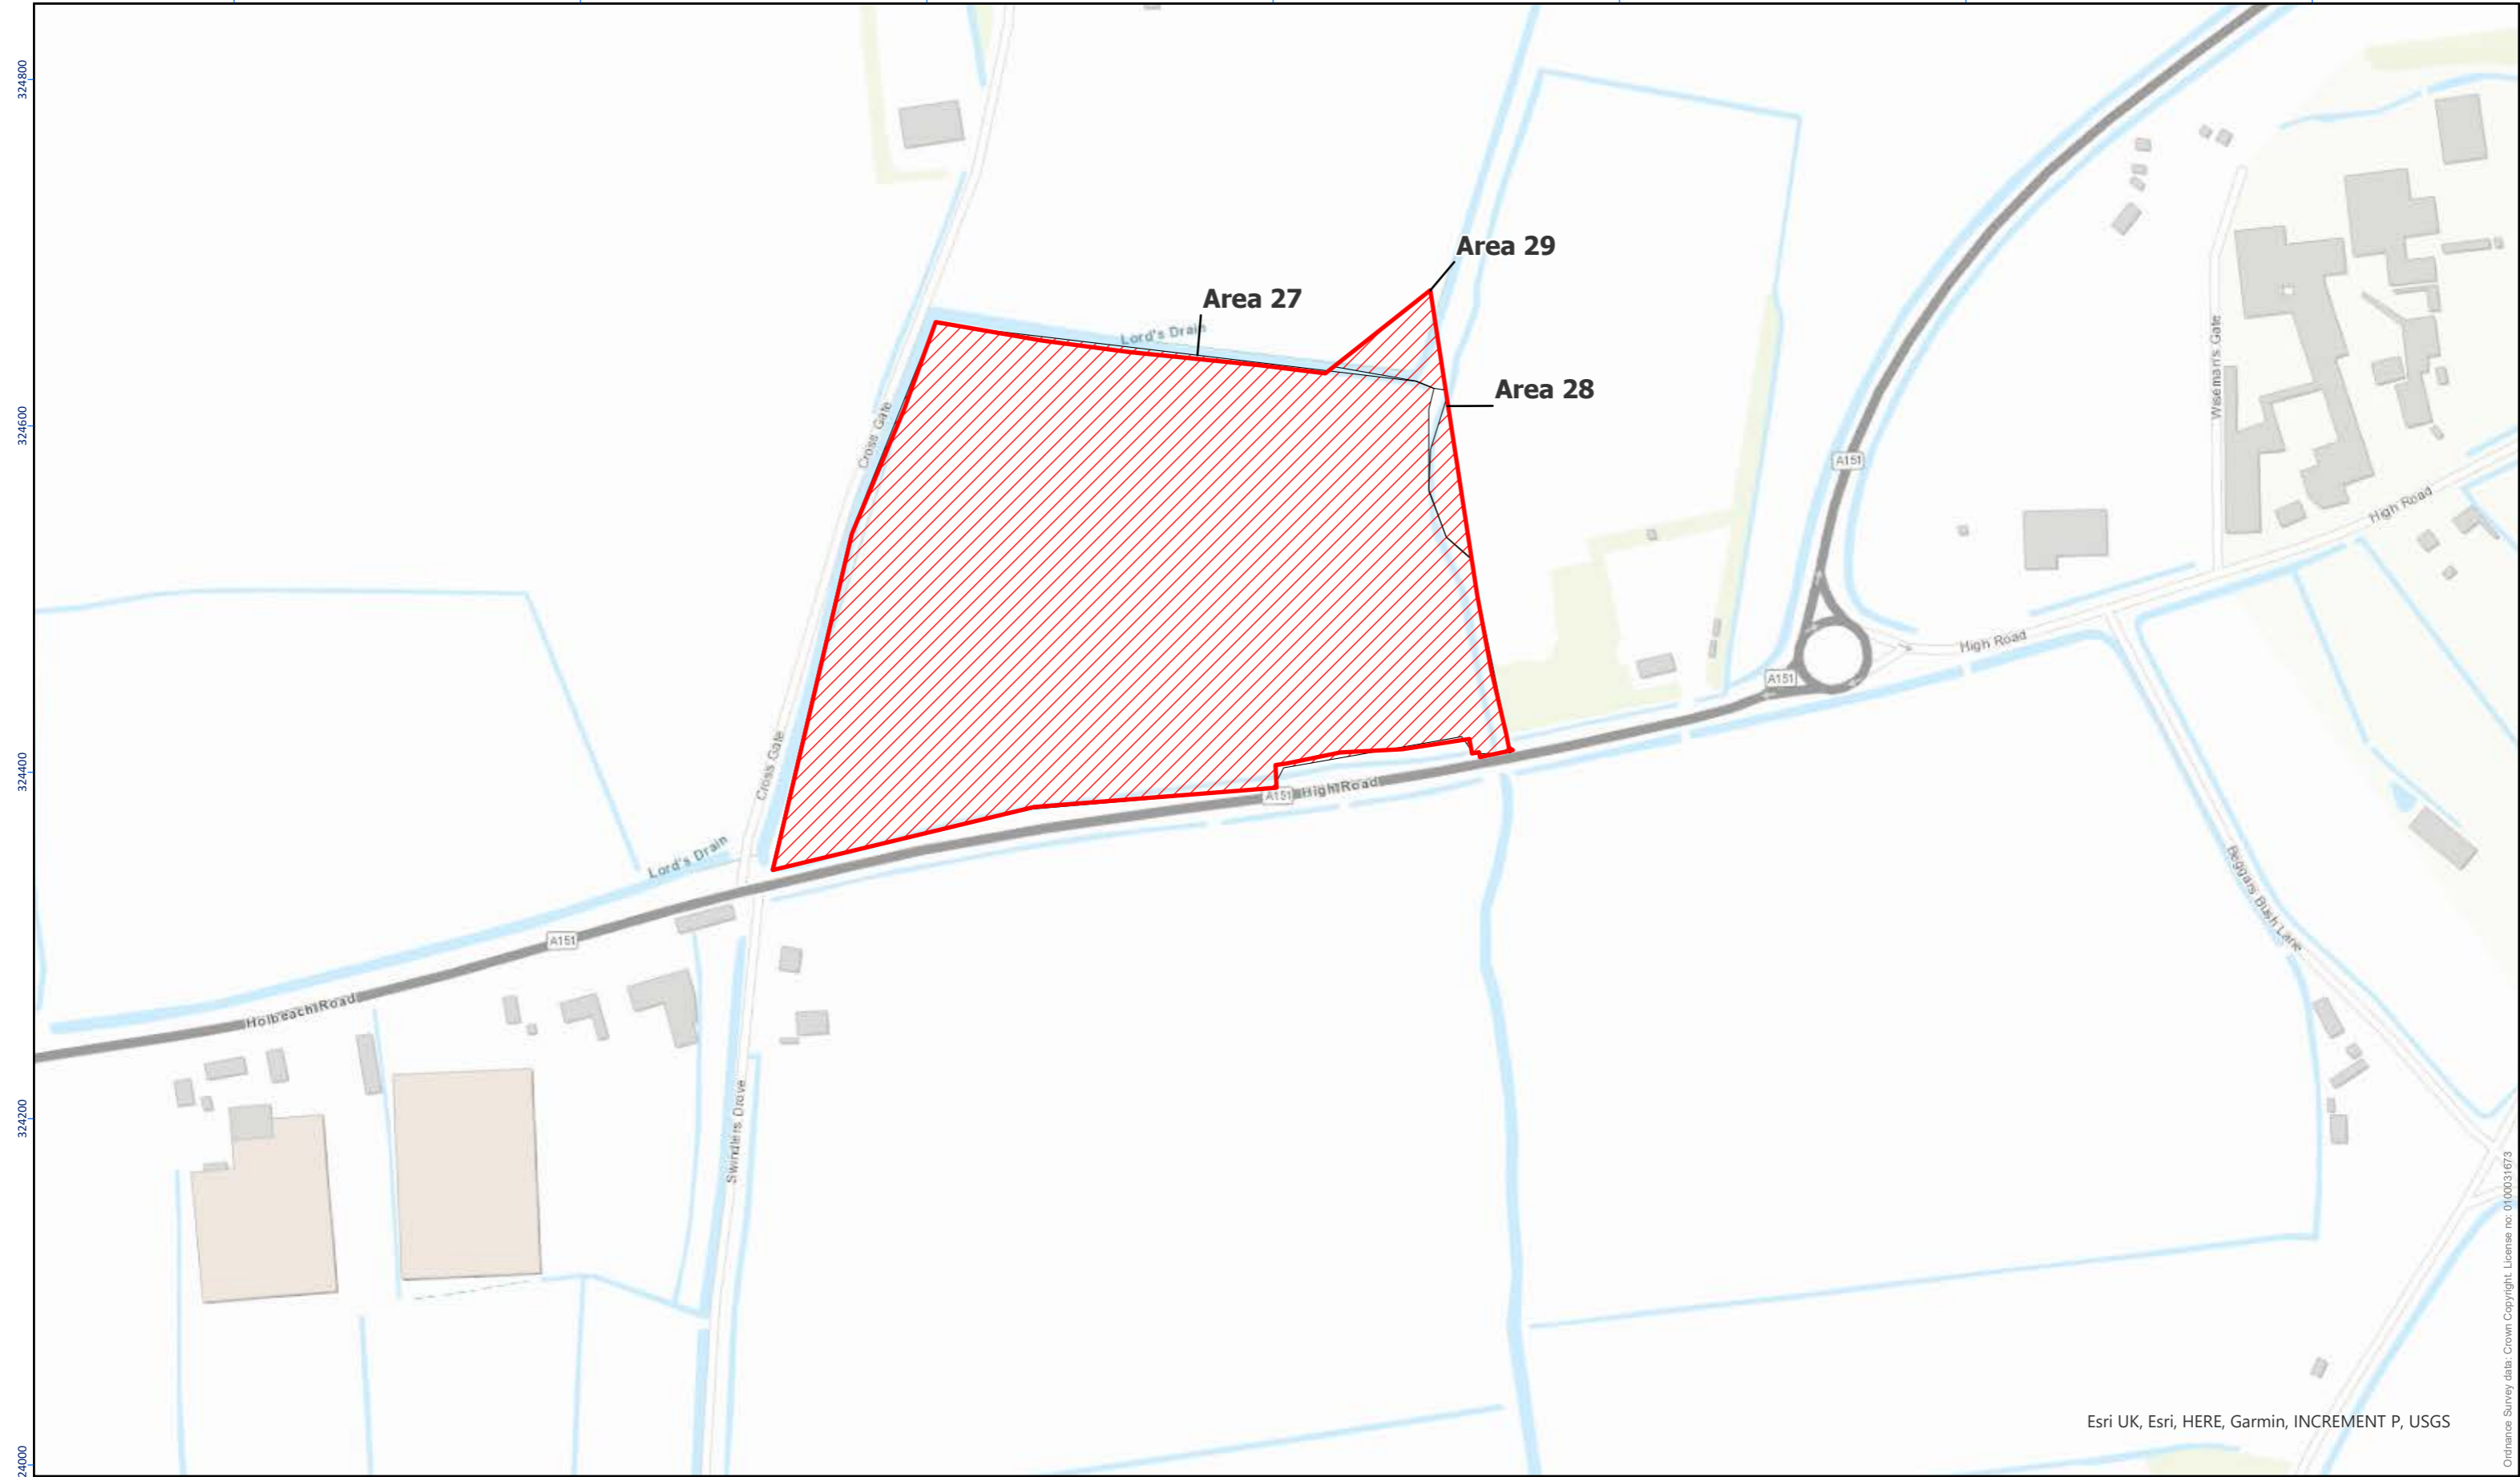 324800
Area 29
Area 27
Lord's Drain
Area 28
324600
Cross Gate
A151
Wiseman's Gate
High Road
High Road
A151
324400
Cross Gate
A151
High Road
Lord's Drain
Beggars Bush Lane
A151
Holbeach Road
324200
Swindlers Drove
Esri UK, Esri, HERE, Garmin, INCREMENT P, USGS
24000
Ordnance Survey data: Crown Copyright. License no: 0100031673